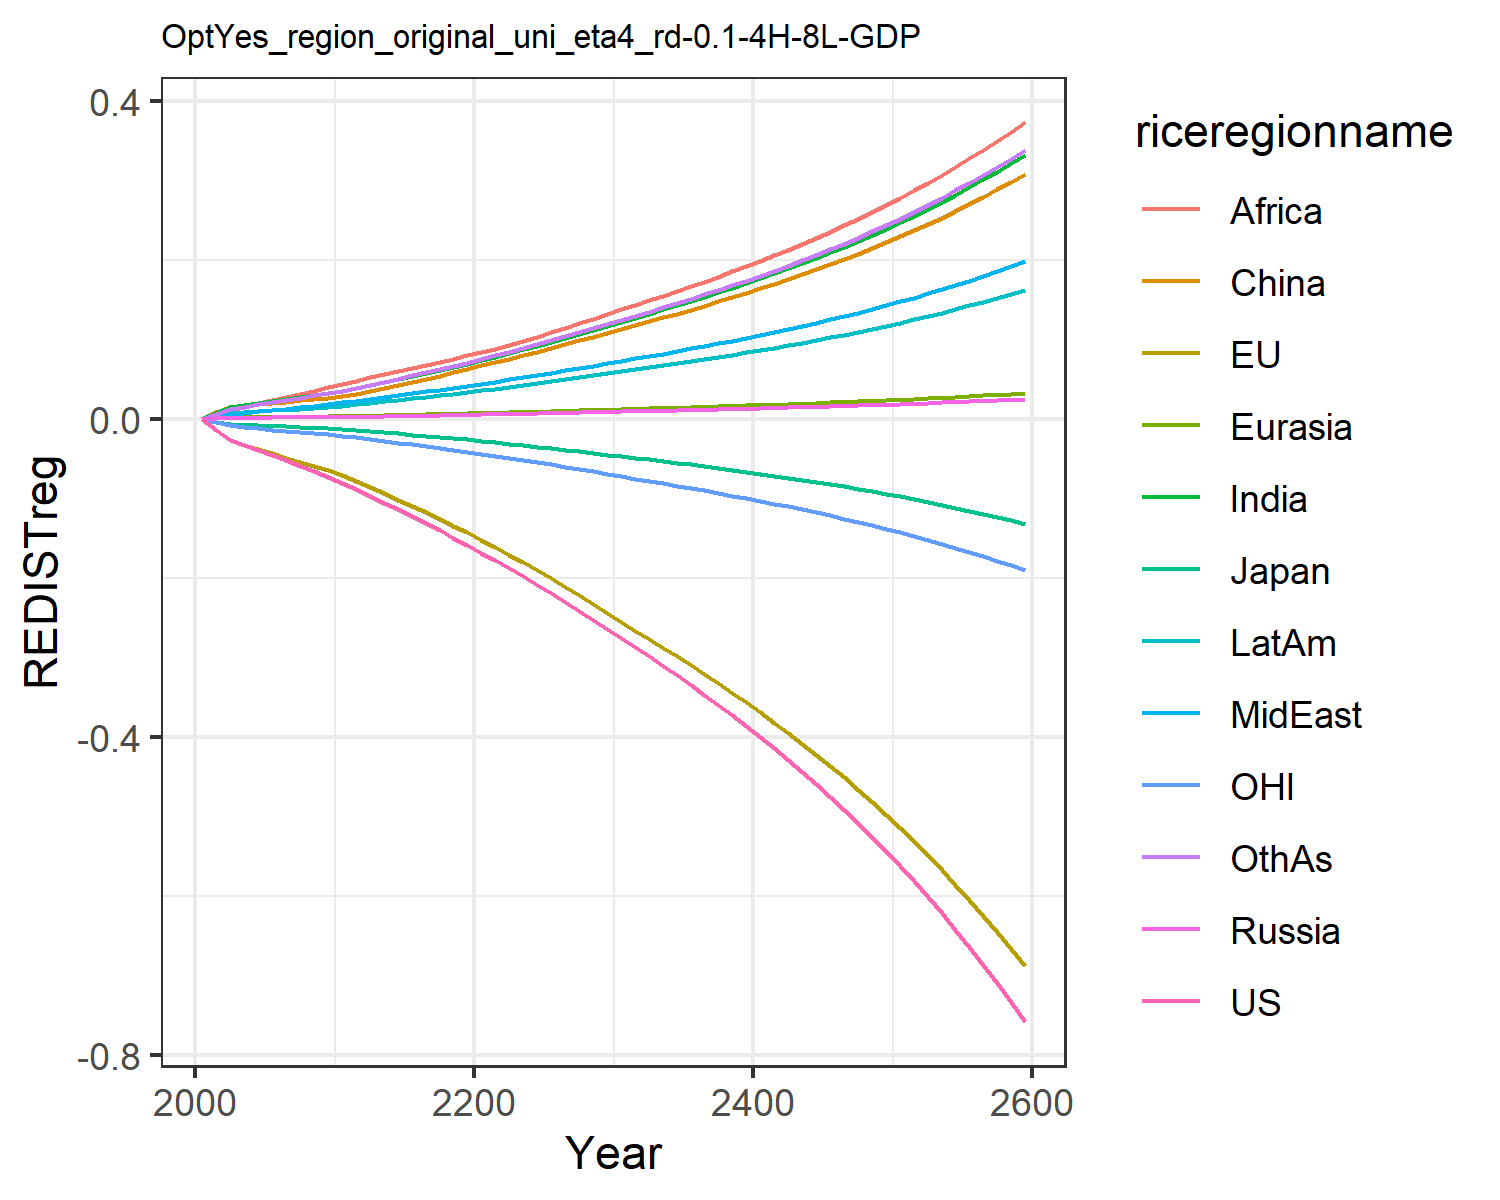 OptYes_region_original_uni_eta4_rd-0.1-4H-8L-GDP
0.4
0.0
-0.4
-0.8
REDISTreg
2000 2200 2400 2600
Year
riceregionname
Africa
China
EU
Eurasia
India
Japan
LatAm
MidEast
OHI
OthAs
Russia
US